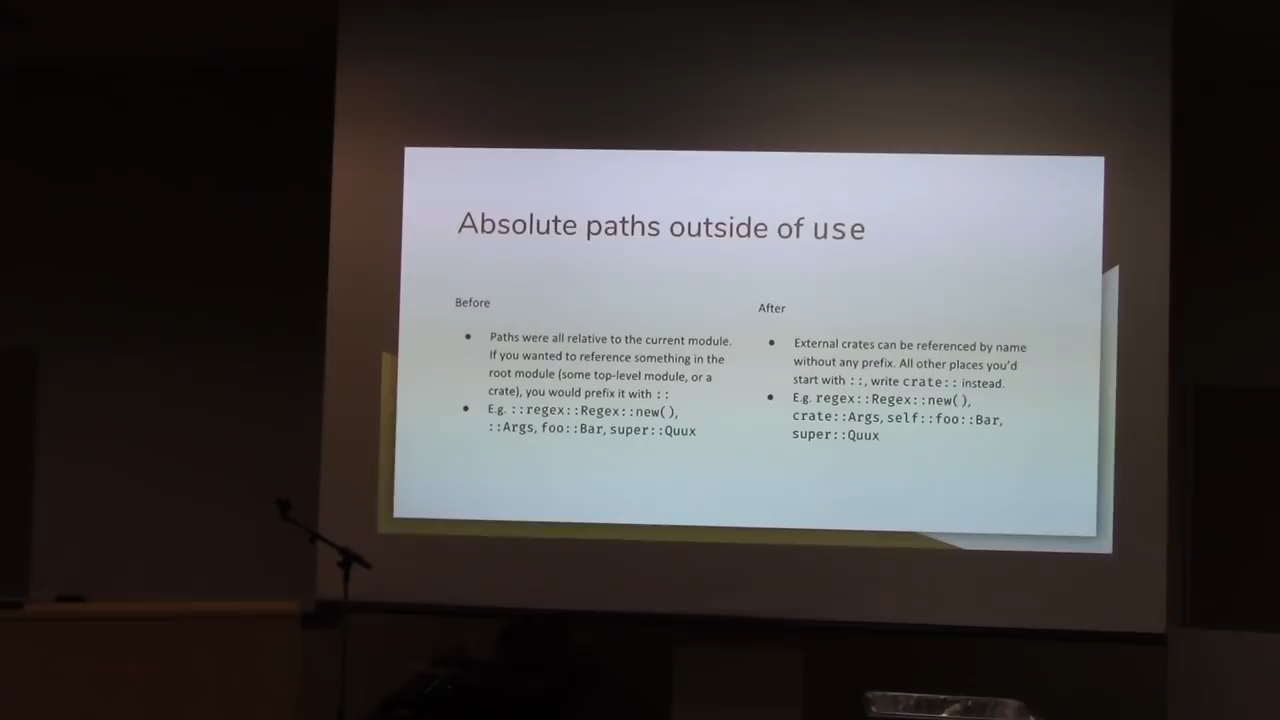 Absolute paths outside of use
Before
● Paths were all relative to the current module.
If you wanted to reference something in the
root module (some top-level module, or a
crate), you would prefix it with ::
● E.g. ::regex::Regex::new(),
::Args, foo::Bar, super::Quux
After
● External crates can be referenced by name
without any prefix. All other places you'd
start with ::, write crate:: instead.
● E.g. regex::Regex::new(),
crate::Args, self::foo::Bar,
super::Quux